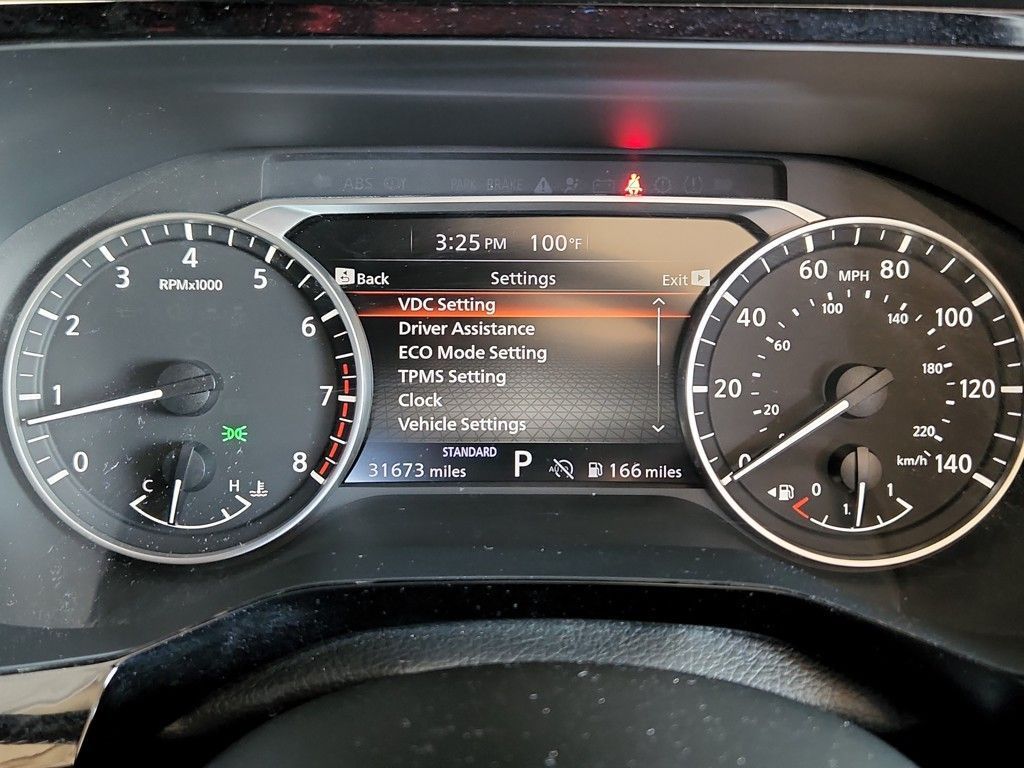 ABS
PARK BRAKE
3:25 PM 100°F
Back Settings Exit
VDC Setting
Driver Assistance
ECO Mode Setting
TPMS Setting
Clock
Vehicle Settings
STANDARD
31673 miles P AUTO 166 miles
RPMx1000
0 1 2 3 4 5 6 7 8
C H
MPH
0 20 40 60 80 100 120 140
20 60 100 140 180 220
km/h
0 1